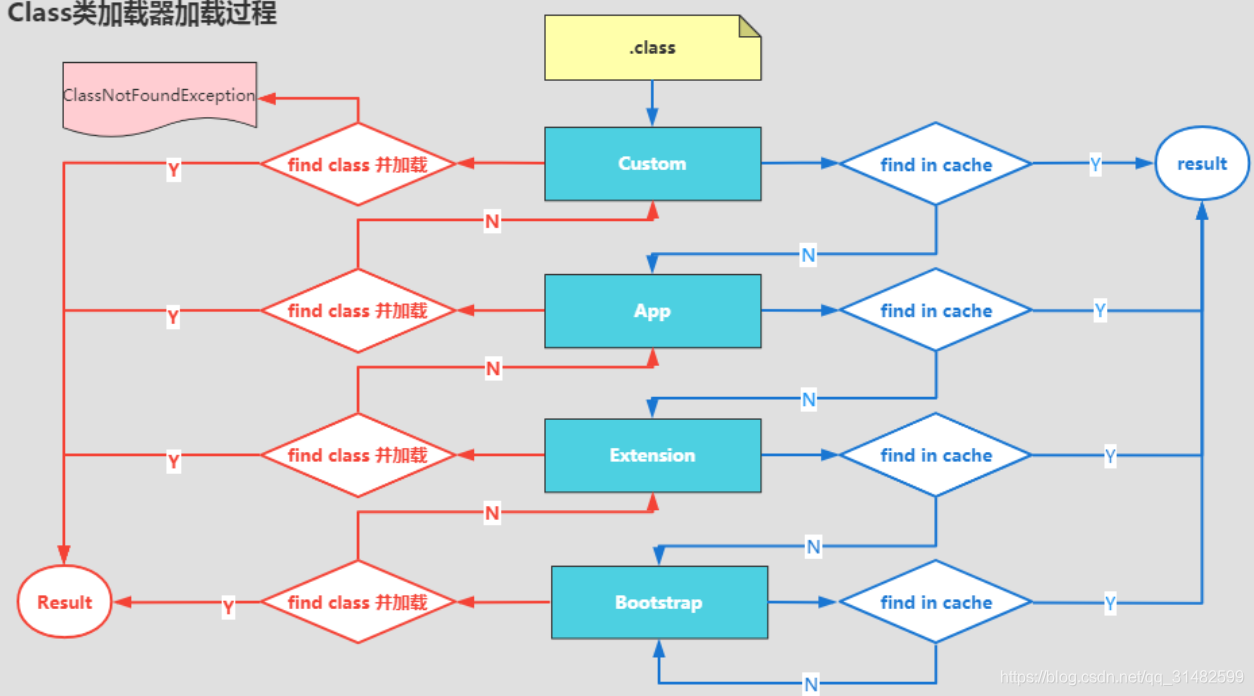 Class类加载器加载过程
.class
ClassNotFoundException
find class 并加载
Custom
find in cache
result
Y
Y
N
N
find class 并加载
App
find in cache
Y
Y
N
N
find class 并加载
Extension
find in cache
Y
Y
N
N
Result
Y
find class 并加载
Bootstrap
find in cache
Y
N
https://blog.csdn.net/qq_31482599